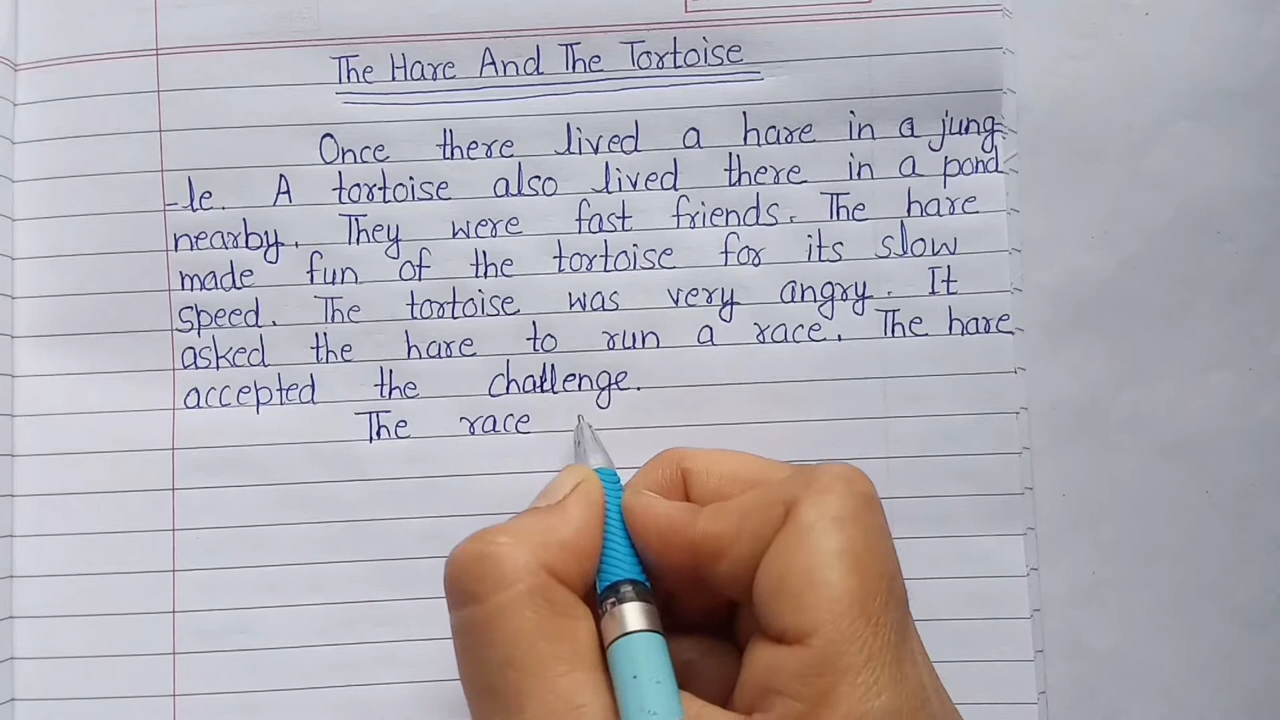 The Hare And The Tortoise
Once there lived a hare in a jung
-le. A tortoise also lived there in a pond
nearby. They were fast friends. The hare
made fun of the tortoise for its slow
speed. The tortoise was very angry. It
asked the hare to run a race. The hare
accepted the challenge.
The race